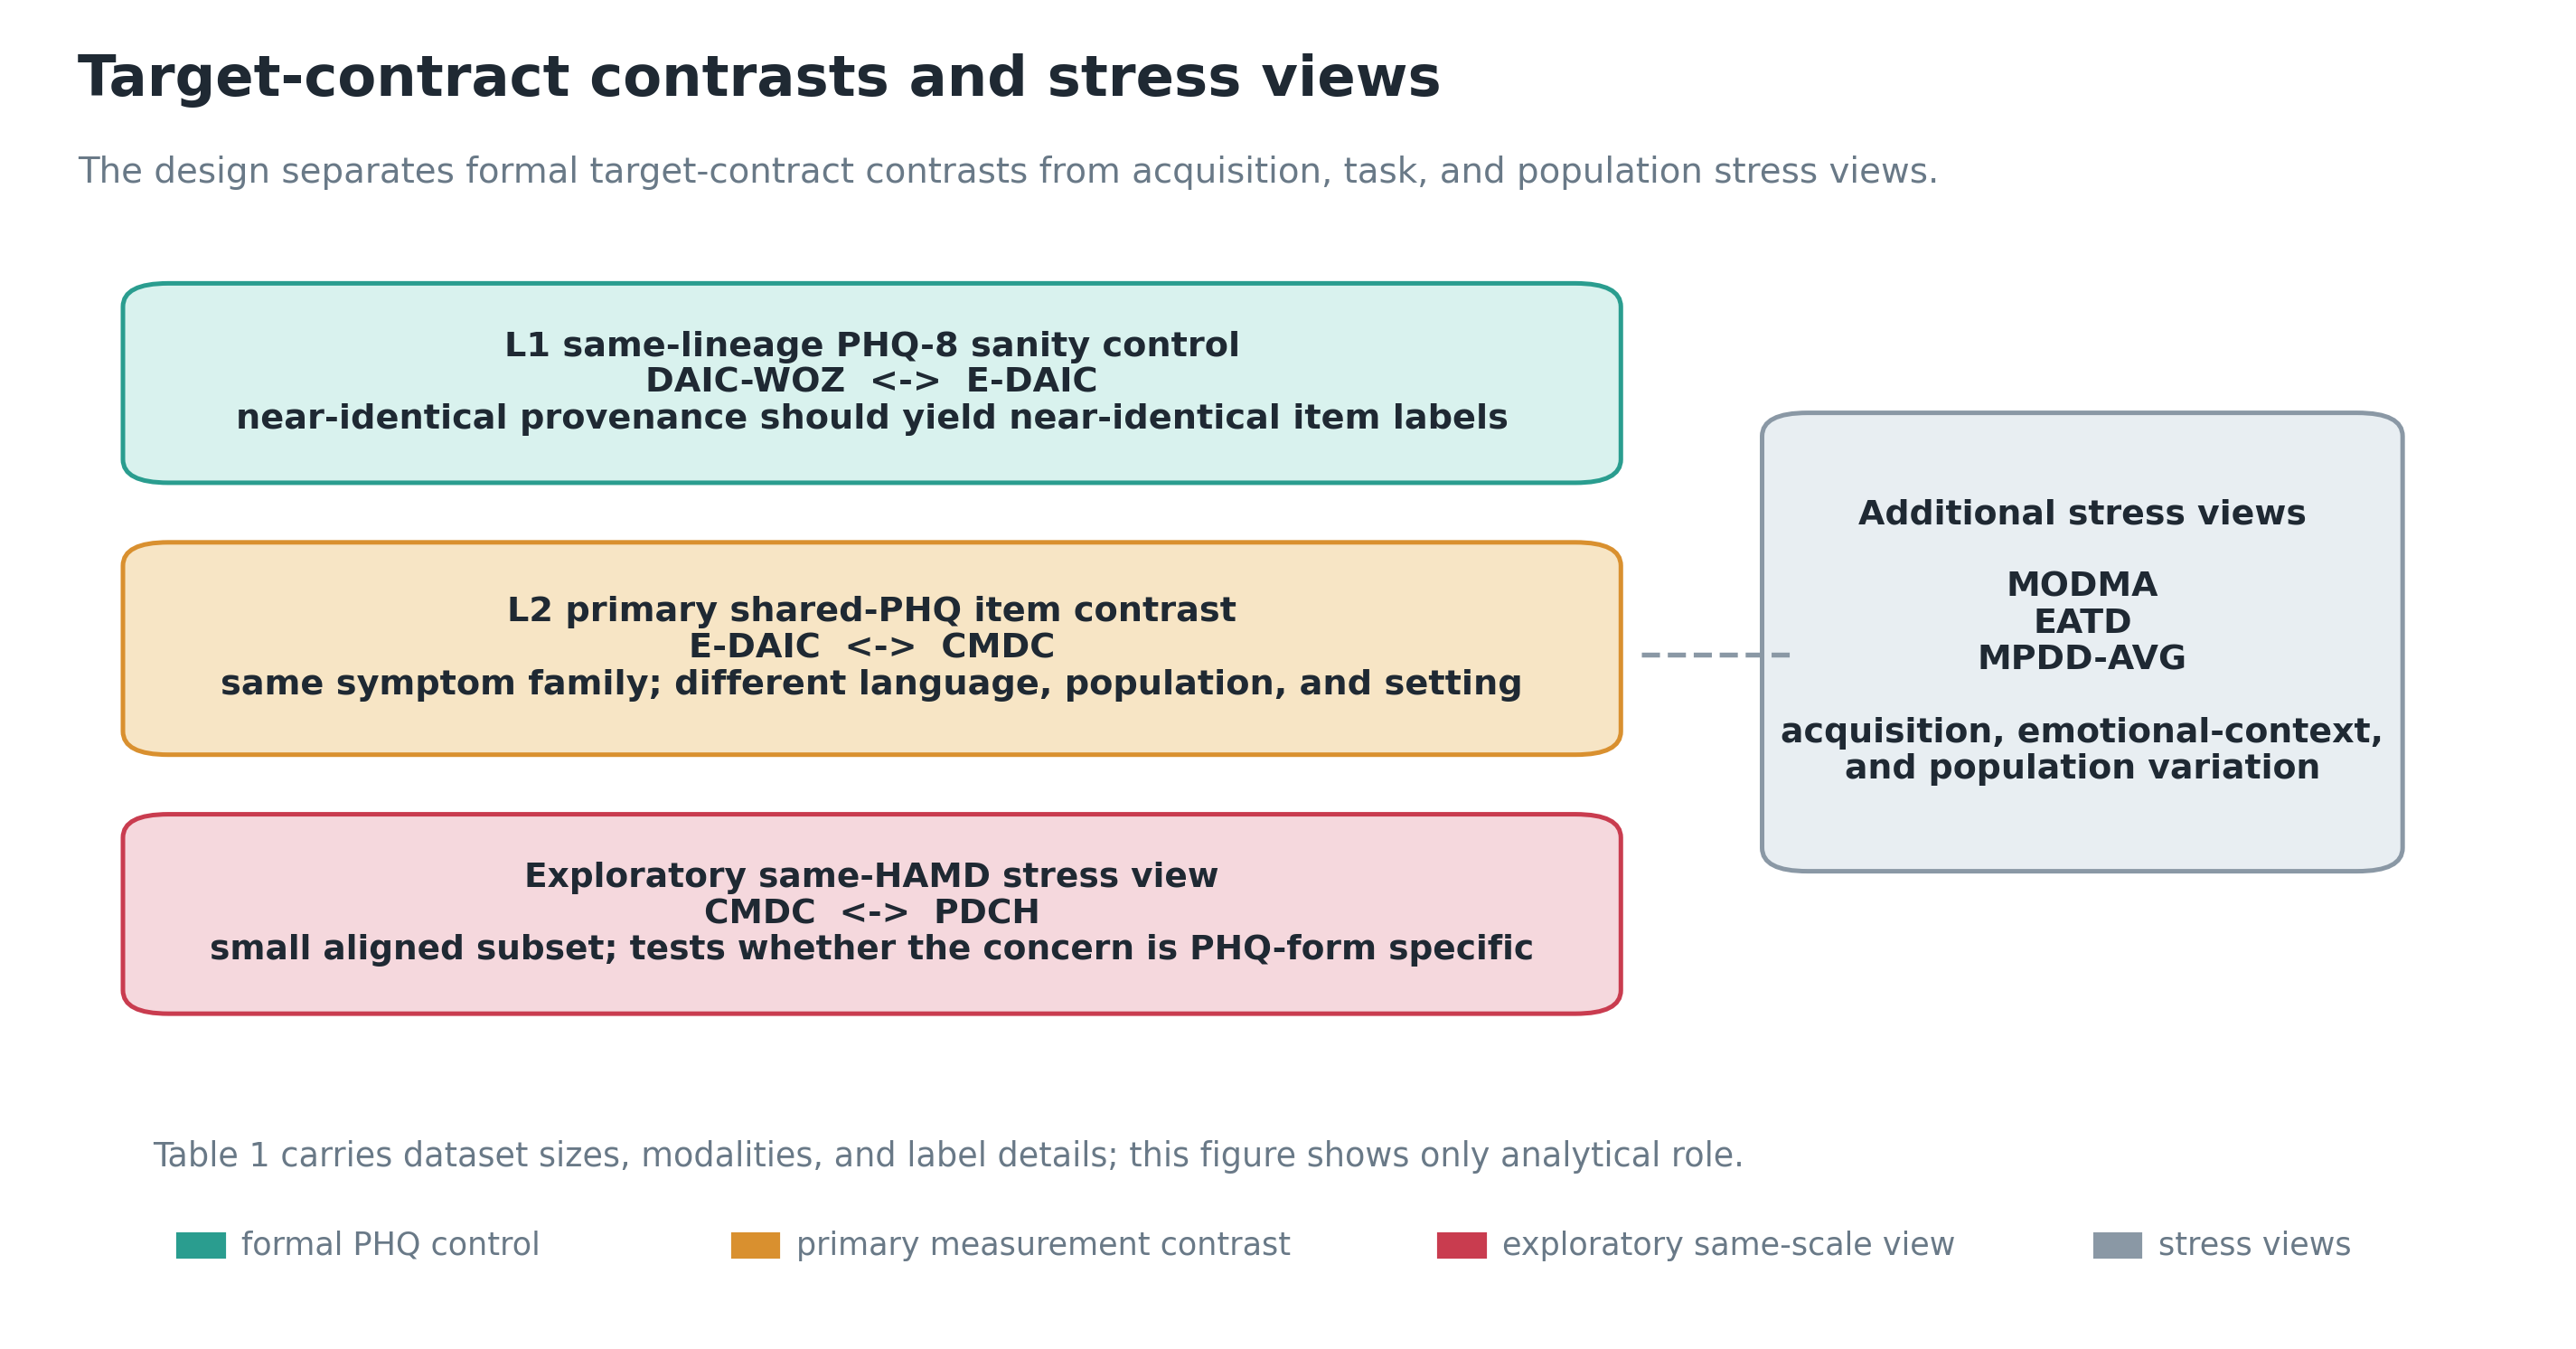 Target-contract contrasts and stress views
The design separates formal target-contract contrasts from acquisition, task, and population stress views.
L1 same-lineage PHQ-8 sanity control
DAIC-WOZ <-> E-DAIC
near-identical provenance should yield near-identical item labels
L2 primary shared-PHQ item contrast
E-DAIC <-> CMDC
same symptom family; different language, population, and setting
Exploratory same-HAMD stress view
CMDC <-> PDCH
small aligned subset; tests whether the concern is PHQ-form specific
Additional stress views
MODMA
EATD
MPDD-AVG
acquisition, emotional-context,
and population variation
Table 1 carries dataset sizes, modalities, and label details; this figure shows only analytical role.
formal PHQ control
primary measurement contrast
exploratory same-scale view
stress views